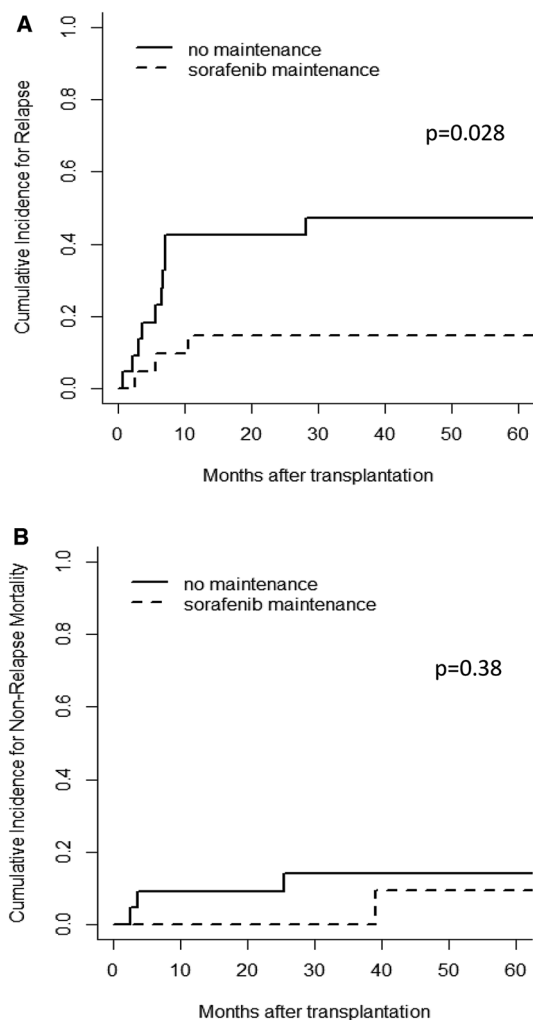 A
Cumulative Incidence for Relapse
1.0
0.8
0.6
0.4
0.2
0.0
no maintenance
sorafenib maintenance
p=0.028
0 10 20 30 40 50 60
Months after transplantation
B
Cumulative Incidence for Non-Relapse Mortality
1.0
0.8
0.6
0.4
0.2
0.0
no maintenance
sorafenib maintenance
p=0.38
0 10 20 30 40 50 60
Months after transplantation